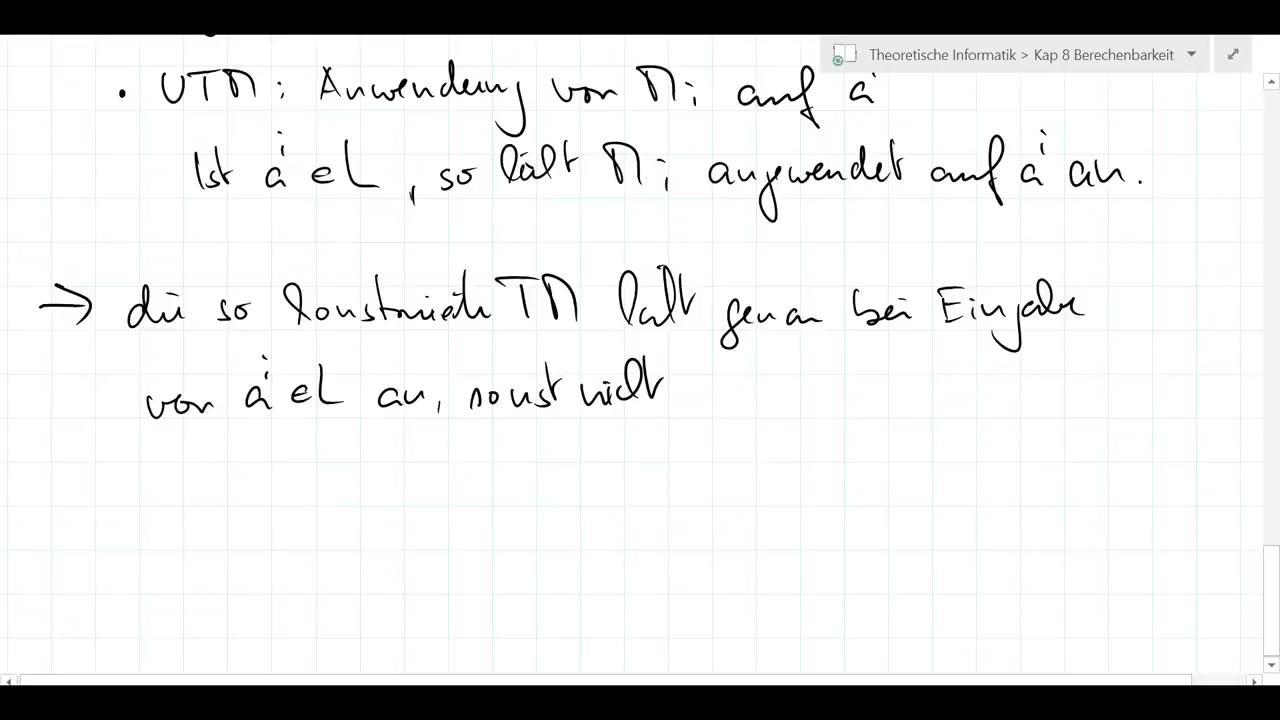 Theoretische Informatik > Kap 8 Berechenbarkeit
• UTM: Anwendung von Mi auf aⁱ
Ist aⁱ ∈ L, so hält Mi angewendet auf aⁱ an.
→ die so konstruierte TM hält genau bei Eingabe
von aⁱ ∈ L an, sonst nicht